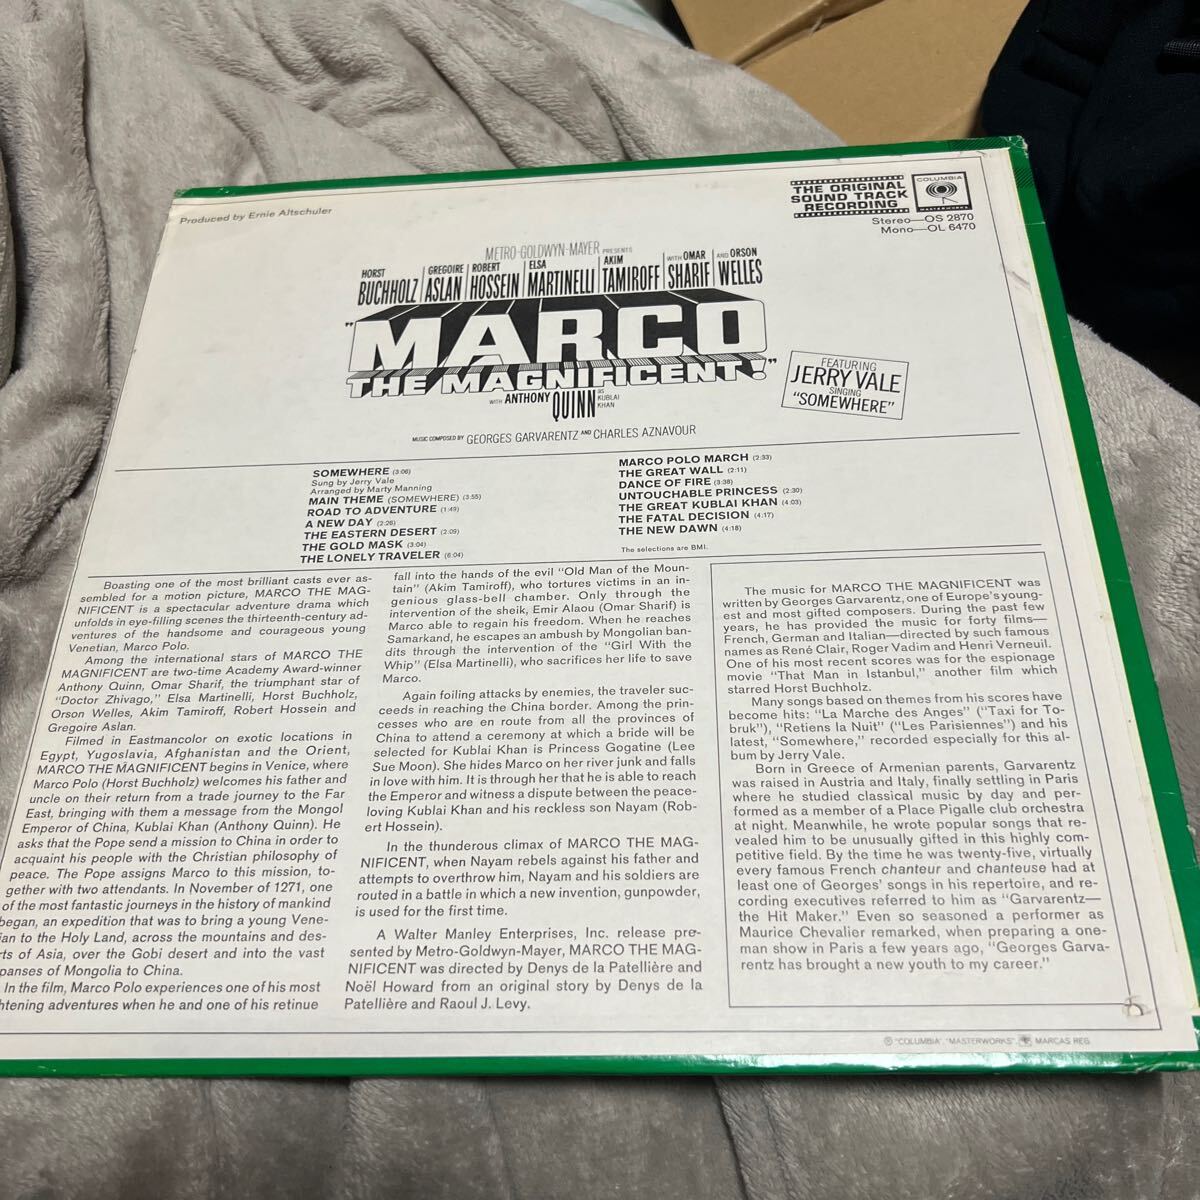 Produced by Ernie Altschuler
THE ORIGINAL
SOUND TRACK
RECORDING
COLUMBIA
MASTERWORKS
Stereo—OS 2870
Mono—OL 6470
METRO-GOLDWYN-MAYER PRESENTS
HORST BUCHHOLZ
GREGOIRE ASLAN
ROBERT HOSSEIN
ELSA MARTINELLI
AKIM TAMIROFF
WITH OMAR SHARIF
AND ORSON WELLES
"MARCO
THE MAGNIFICENT!"
WITH ANTHONY QUINN AS KUBLAI KHAN
FEATURING
JERRY VALE
SINGING
"SOMEWHERE"
MUSIC COMPOSED BY GEORGES GARVARENTZ AND CHARLES AZNAVOUR
SOMEWHERE (3:06)
Sung by Jerry Vale
Arranged by Marty Manning
MAIN THEME (SOMEWHERE) (3:55)
ROAD TO ADVENTURE (1:49)
A NEW DAY (2:26)
THE EASTERN DESERT (2:09)
THE GOLD MASK (3:04)
THE LONELY TRAVELER (6:04)
MARCO POLO MARCH (2:33)
THE GREAT WALL (2:11)
DANCE OF FIRE (3:38)
UNTOUCHABLE PRINCESS (2:30)
THE GREAT KUBLAI KHAN (4:03)
THE FATAL DECISION (4:17)
THE NEW DAWN (4:18)
The selections are BMI.
Boasting one of the most brilliant casts ever as-
sembled for a motion picture, MARCO THE MAG-
NIFICENT is a spectacular adventure drama which
unfolds in eye-filling scenes the thirteenth-century ad-
ventures of the handsome and courageous young
Venetian, Marco Polo.
Among the international stars of MARCO THE
MAGNIFICENT are two-time Academy Award-winner
Anthony Quinn, Omar Sharif, the triumphant star of
"Doctor Zhivago," Elsa Martinelli, Horst Buchholz,
Orson Welles, Akim Tamiroff, Robert Hossein and
Gregoire Aslan.
Filmed in Eastmancolor on exotic locations in
Egypt, Yugoslavia, Afghanistan and the Orient,
MARCO THE MAGNIFICENT begins in Venice, where
Marco Polo (Horst Buchholz) welcomes his father and
uncle on their return from a trade journey to the Far
East, bringing with them a message from the Mongol
Emperor of China, Kublai Khan (Anthony Quinn). He
asks that the Pope send a mission to China in order to
acquaint his people with the Christian philosophy of
peace. The Pope assigns Marco to this mission, to-
gether with two attendants. In November of 1271, one
of the most fantastic journeys in the history of mankind
began, an expedition that was to bring a young Vene-
ian to the Holy Land, across the mountains and des-
rts of Asia, over the Gobi desert and into the vast
panses of Mongolia to China.
In the film, Marco Polo experiences one of his most
htening adventures when he and one of his retinue
fall into the hands of the evil "Old Man of the Moun-
tain" (Akim Tamiroff), who tortures victims in an in-
genious glass-bell chamber. Only through the
intervention of the sheik, Emir Alaou (Omar Sharif) is
Marco able to regain his freedom. When he reaches
Samarkand, he escapes an ambush by Mongolian ban-
dits through the intervention of the "Girl With the
Whip" (Elsa Martinelli), who sacrifices her life to save
Marco.
Again foiling attacks by enemies, the traveler suc-
ceeds in reaching the China border. Among the prin-
cesses who are en route from all the provinces of
China to attend a ceremony at which a bride will be
selected for Kublai Khan is Princess Gogatine (Lee
Sue Moon). She hides Marco on her river junk and falls
in love with him. It is through her that he is able to reach
the Emperor and witness a dispute between the peace-
loving Kublai Khan and his reckless son Nayam (Rob-
ert Hossein).
In the thunderous climax of MARCO THE MAG-
NIFICENT, when Nayam rebels against his father and
attempts to overthrow him, Nayam and his soldiers are
routed in a battle in which a new invention, gunpowder,
is used for the first time.
A Walter Manley Enterprises, Inc. release pre-
sented by Metro-Goldwyn-Mayer, MARCO THE MAG-
NIFICENT was directed by Denys de la Patellière and
Noël Howard from an original story by Denys de la
Patellière and Raoul J. Levy.
The music for MARCO THE MAGNIFICENT was
written by Georges Garvarentz, one of Europe's young-
est and most gifted composers. During the past few
years, he has provided the music for forty films—
French, German and Italian—directed by such famous
names as René Clair, Roger Vadim and Henri Verneuil.
One of his most recent scores was for the espionage
movie "That Man in Istanbul," another film which
starred Horst Buchholz.
Many songs based on themes from his scores have
become hits: "La Marche des Anges" ("Taxi for To-
bruk"), "Retiens la Nuit" ("Les Parisiennes") and his
latest, "Somewhere," recorded especially for this al-
bum by Jerry Vale.
Born in Greece of Armenian parents, Garvarentz
was raised in Austria and Italy, finally settling in Paris
where he studied classical music by day and per-
formed as a member of a Place Pigalle club orchestra
at night. Meanwhile, he wrote popular songs that re-
vealed him to be unusually gifted in this highly com-
petitive field. By the time he was twenty-five, virtually
every famous French chanteur and chanteuse had at
least one of Georges' songs in his repertoire, and re-
cording executives referred to him as "Garvarentz—
the Hit Maker." Even so seasoned a performer as
Maurice Chevalier remarked, when preparing a one-
man show in Paris a few years ago, "Georges Garva-
rentz has brought a new youth to my career."
® "COLUMBIA", "MASTERWORKS", MARCAS REG.